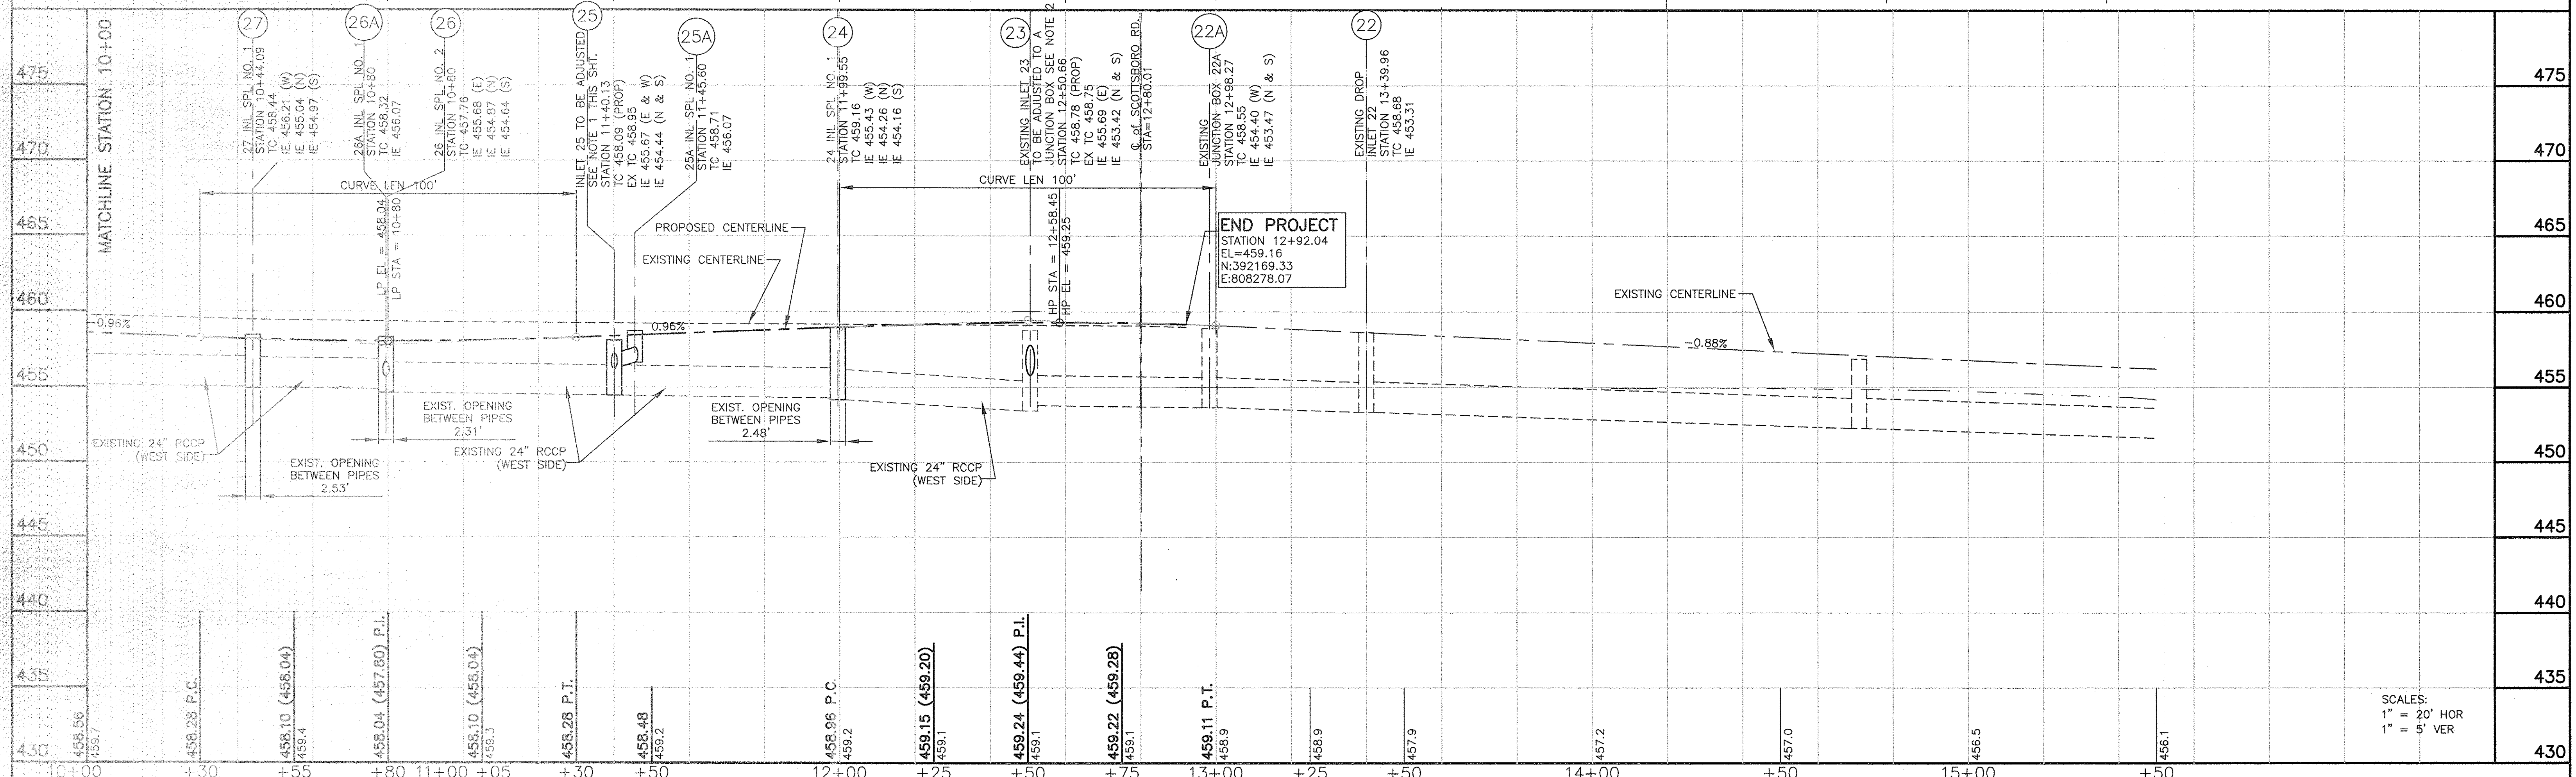 27
26A
26
25
25A
24
23
22A
22
MATCHLINE STATION 10+00
27 INL SPL NO. 1
STATION 10+44.09
TC 458.44
IE 456.21 (W)
IE 455.04 (N)
IE 454.97 (S)
26A INL SPL NO. 1
STATION 10+80
TC 458.32
IE 456.07
26 INL SPL NO. 2
STATION 10+80
TC 457.76
IE 455.68 (E)
IE 454.87 (N)
IE 454.64 (S)
INLET 25 TO BE ADJUSTED
SEE NOTE 1 THIS SHT.
STATION 11+40.13
TC 458.09 (PROP)
EX TC 458.95
IE 455.67 (E & W)
IE 454.44 (N & S)
25A INL SPL NO. 1
STATION 11+45.60
TC 458.71
IE 456.07
24 INL SPL NO. 1
STATION 11+99.55
TC 459.16
IE 455.43 (W)
IE 454.26 (N)
IE 454.16 (S)
EXISTING INLET 23
TO BE ADJUSTED TO A
JUNCTION BOX SEE NOTE 2
STATION 12+50.66
TC 458.78 (PROP)
EX TC 458.75
IE 455.69 (E)
IE 453.42 (N & S)
℄ of SCOTTSBORO RD.
STA=12+80.01
EXISTING
JUNCTION BOX 22A
STATION 12+98.27
TC 458.55
IE 454.40 (W)
IE 453.47 (N & S)
EXISTING DROP
INLET 22
STATION 13+39.96
TC 458.68
IE 453.31
475
470
465
460
455
450
445
440
435
430
475
470
465
460
455
450
445
440
435
430
CURVE LEN 100'
LP EL = 458.04
LP STA = 10+80
CURVE LEN 100'
HP STA = 12+58.45
HP EL = 459.25
PROPOSED CENTERLINE
EXISTING CENTERLINE
END PROJECT
STATION 12+92.04
EL=459.16
N:392169.33
E:808278.07
EXISTING CENTERLINE
-0.96%
0.96%
-0.88%
EXISTING 24" RCCP
(WEST SIDE)
EXIST. OPENING
BETWEEN PIPES
2.53'
EXIST. OPENING
BETWEEN PIPES
2.31'
EXISTING 24" RCCP
(WEST SIDE)
EXIST. OPENING
BETWEEN PIPES
2.48'
EXISTING 24" RCCP
(WEST SIDE)
458.56
459.7
458.28 P.C.
458.10 (458.04)
459.4
458.04 (457.80) P.I.
458.10 (458.04)
459.3
458.28 P.T.
458.48
459.2
458.96 P.C.
459.2
459.15 (459.20)
459.1
459.24 (459.44) P.I.
459.1
459.22 (459.28)
459.1
459.11 P.T.
458.9
458.9
457.9
457.2
457.0
456.5
456.1
SCALES:
1" = 20' HOR
1" = 5' VER
10+00 +30 +55 +80 11+00 +05 +30 +50 12+00 +25 +50 +75 13+00 +25 +50 14+00 +50 15+00 +50